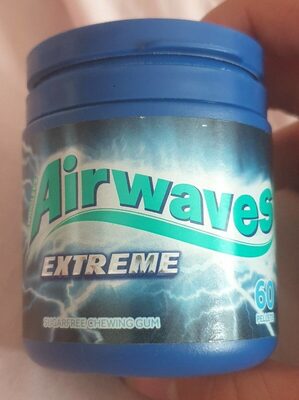 Airwaves
EXTREME
60
PELLETS
SUGARFREE CHEWING GUM